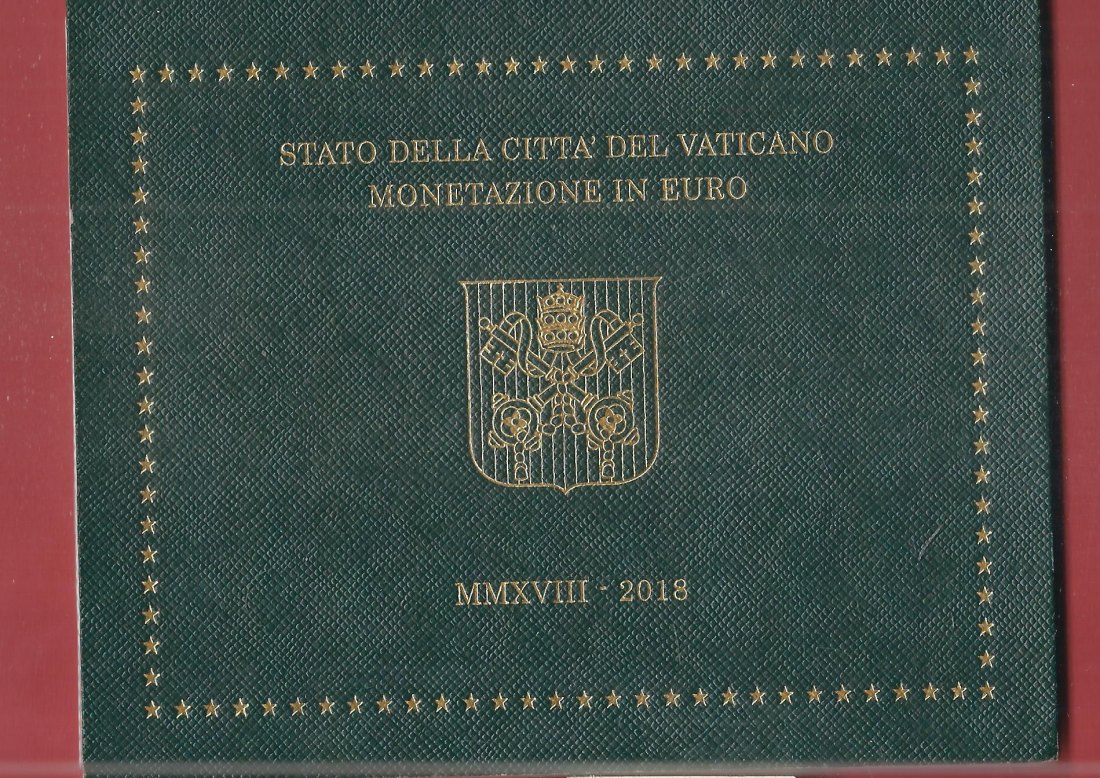 STATO DELLA CITTA' DEL VATICANO
MONETAZIONE IN EURO
MMXVIII - 2018